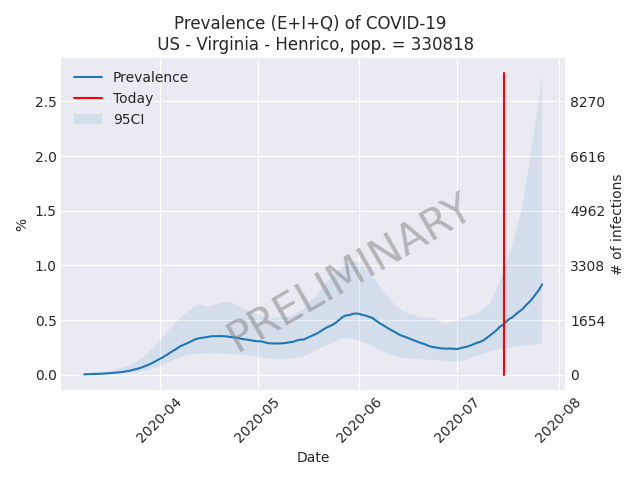 Prevalence (E+I+Q) of COVID-19
US - Virginia - Henrico, pop. = 330818
Prevalence
Today
95CI
2.5
2.0
1.5
1.0
0.5
0.0
%
8270
6616
4962
3308
1654
0
# of infections
PRELIMINARY
2020-04
2020-05
2020-06
2020-07
2020-08
Date